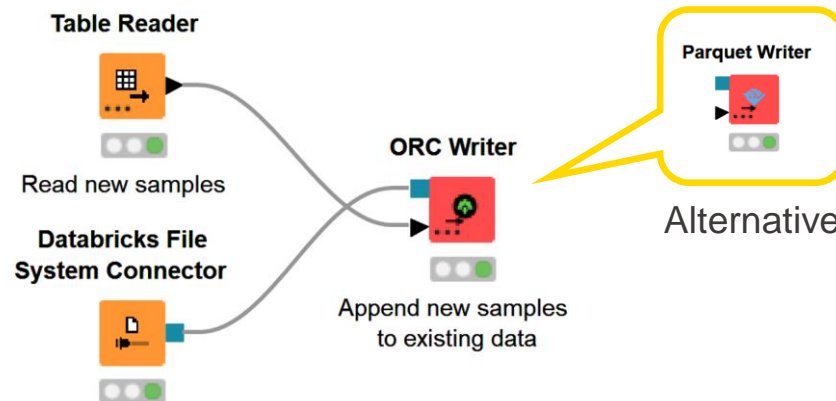 Table Reader
Read new samples
Databricks File
System Connector
ORC Writer
Append new samples
to existing data
Parquet Writer
Alternative